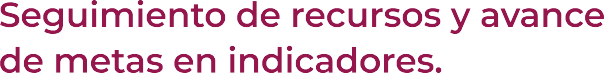 Seguimiento de recursos y avance
de metas en indicadores.